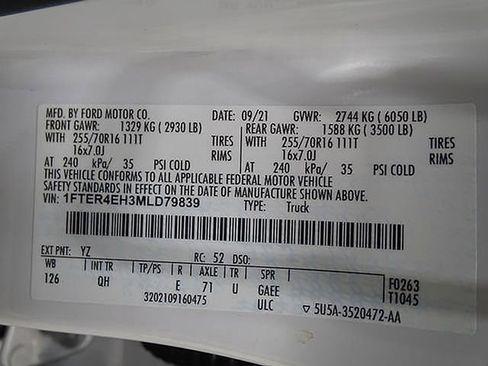 MFD. BY FORD MOTOR CO. DATE: 09/21 GVWR: 2744 KG ( 6050 LB)
FRONT GAWR: 1329 KG ( 2930 LB) REAR GAWR: 1588 KG ( 3500 LB)
WITH 255/70R16 111T TIRES WITH 255/70R16 111T TIRES
16x7.0J RIMS 16x7.0J RIMS
AT 240 kPa/ 35 PSI COLD AT 240 kPa/ 35 PSI COLD
THIS VEHICLE CONFORMS TO ALL APPLICABLE FEDERAL MOTOR VEHICLE
SAFETY STANDARDS IN EFFECT ON THE DATE OF MANUFACTURE SHOWN ABOVE.
VIN: 1FTER4EH3MLD79839 TYPE: Truck
EXT PNT: YZ RC: 52 DSO: F0263
WB INT TR TP/PS R AXLE TR SPR T1045
126 QH E 71 U GAEE
3202109160475 ULC ▽ 5U5A-3520472-AA